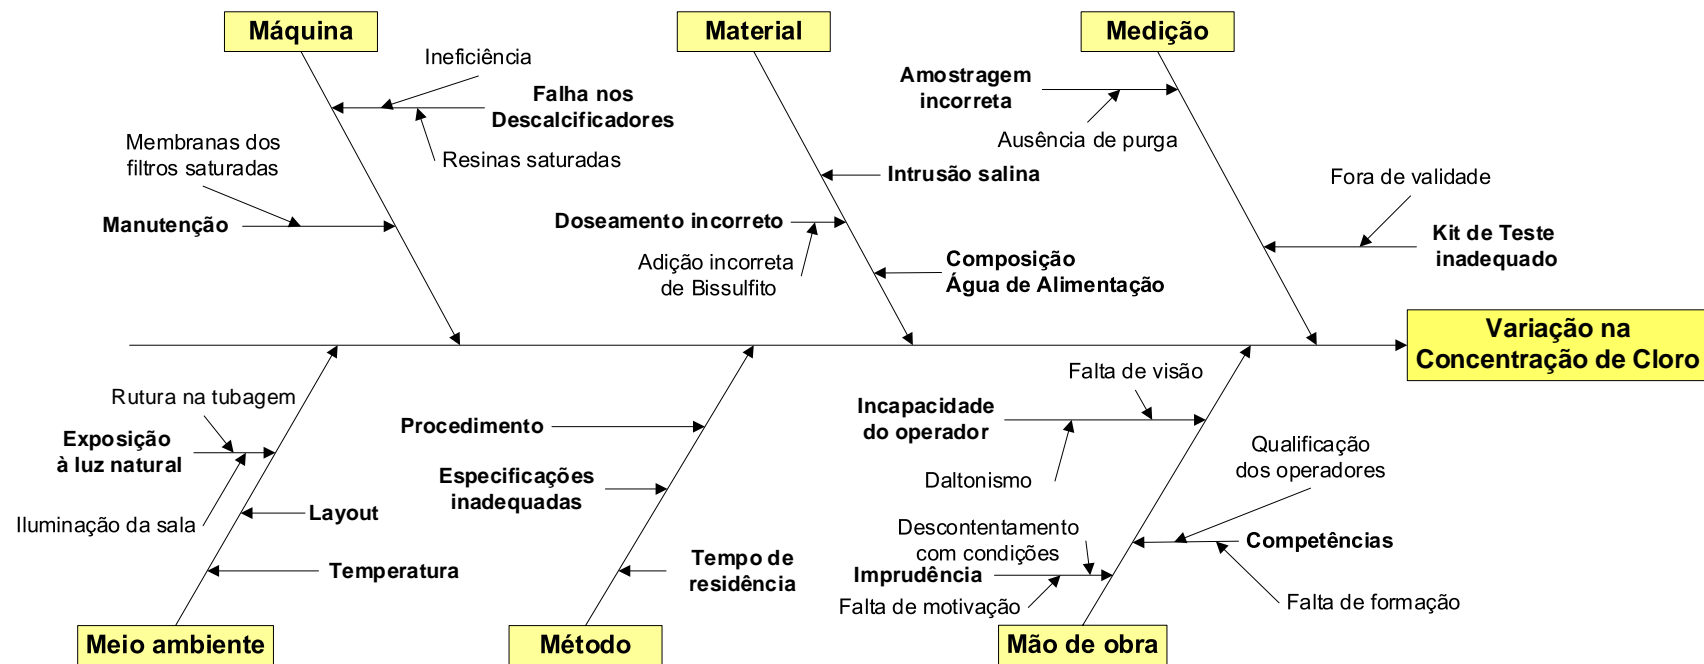 Máquina
Material
Medição
Ineficiência
Falha nos
Descalcificadores
Resinas saturadas
Membranas dos
filtros saturadas
Manutenção
Amostragem
incorreta
Ausência de purga
Intrusão salina
Doseamento incorreto
Adição incorreta
de Bissulfito
Composição
Água de Alimentação
Fora de validade
Kit de Teste
inadequado
Variação na
Concentração de Cloro
Rutura na tubagem
Exposição
à luz natural
Iluminação da sala
Layout
Temperatura
Procedimento
Especificações
inadequadas
Tempo de
residência
Falta de visão
Incapacidade
do operador
Daltonismo
Qualificação
dos operadores
Descontentamento
com condições
Competências
Imprudência
Falta de motivação
Falta de formação
Meio ambiente
Método
Mão de obra